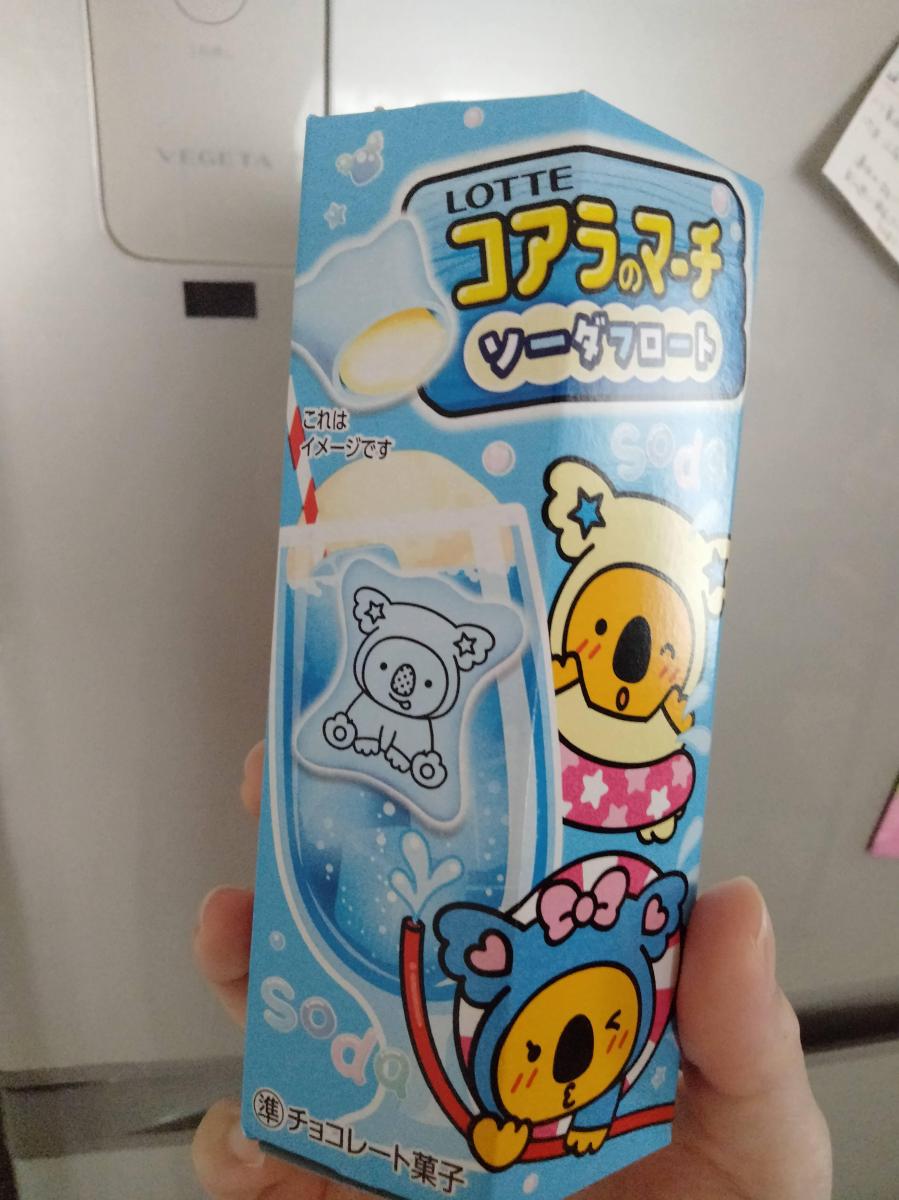 VEGETA
LOTTE
コアラのマーチ
ソーダフロート
これは
イメージです
soda
soda
準 チョコレート菓子